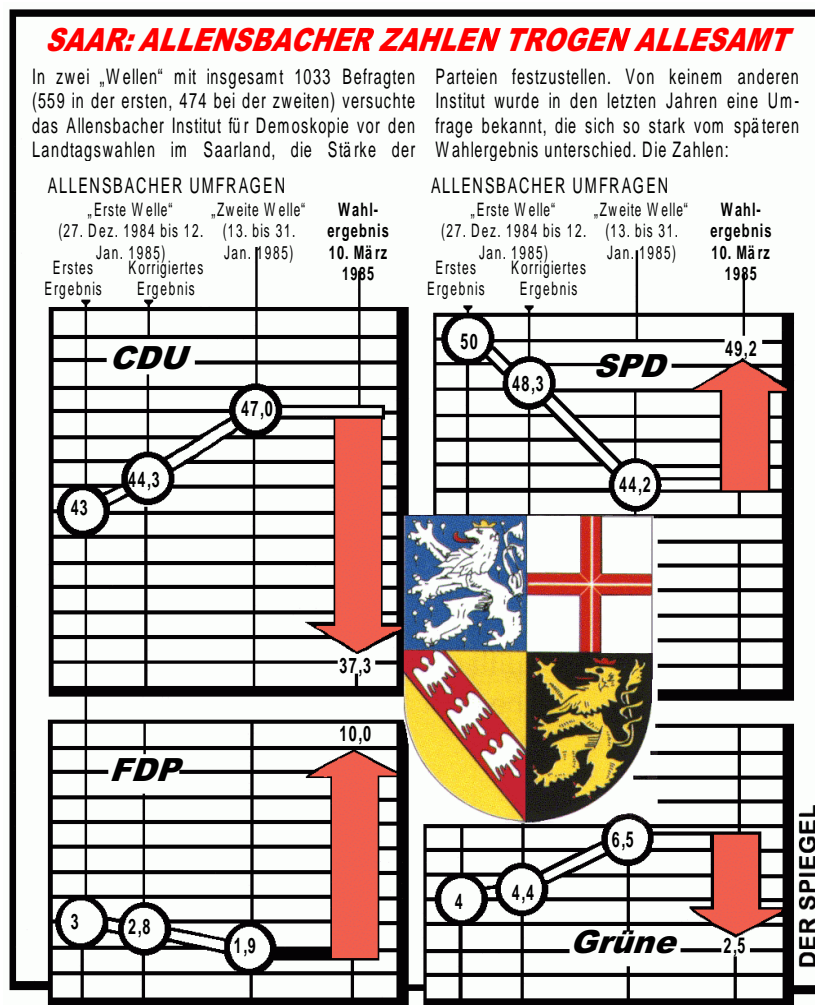 SAAR: ALLENSBACHER ZAHLEN TROGEN ALLESAMT
In zwei „Wellen“ mit insgesamt 1033 Befragten
(559 in der ersten, 474 bei der zweiten) versuchte
das Allensbacher Institut für Demoskopie vor den
Landtagswahlen im Saarland, die Stärke der
Parteien festzustellen. Von keinem anderen
Institut wurde in den letzten Jahren eine Um-
frage bekannt, die sich so stark vom späteren
Wahlergebnis unterschied. Die Zahlen:
ALLENSBACHER UMFRAGEN
„Erste Welle“
(27. Dez. 1984 bis 12.
Jan. 1985)
Erstes
Ergebnis
Korrigiertes
Ergebnis
„Zweite Welle“
(13. bis 31.
Jan. 1985)
Wahl-
ergebnis
10. März
1985
CDU
43
44,3
47,0
37,3
ALLENSBACHER UMFRAGEN
„Erste Welle“
(27. Dez. 1984 bis 12.
Jan. 1985)
Erstes
Ergebnis
Korrigiertes
Ergebnis
„Zweite Welle“
(13. bis 31.
Jan. 1985)
Wahl-
ergebnis
10. März
1985
SPD
50
48,3
44,2
49,2
FDP
3
2,8
1,9
10,0
Grüne
4
4,4
6,5
2,5
DER SPIEGEL